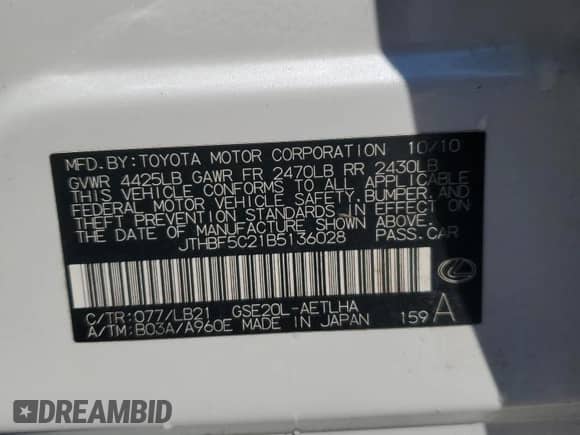 MFD.BY:TOYOTA MOTOR CORPORATION 10/10
GVWR 4425LB GAWR FR 2470LB RR 2430LB
THIS VEHICLE CONFORMS TO ALL APPLICABLE
FEDERAL MOTOR VEHICLE SAFETY,BUMPER,AND
THEFT PREVENTION STANDARDS IN EFFECT ON
THE DATE OF MANUFACTURE SHOWN ABOVE.
JTHBF5C21B5136028 PASS.CAR
C/TR:077/LB21 GSE20L-AETLHA
A/TM:B03A/A960E MADE IN JAPAN 159 A
DREAMBID